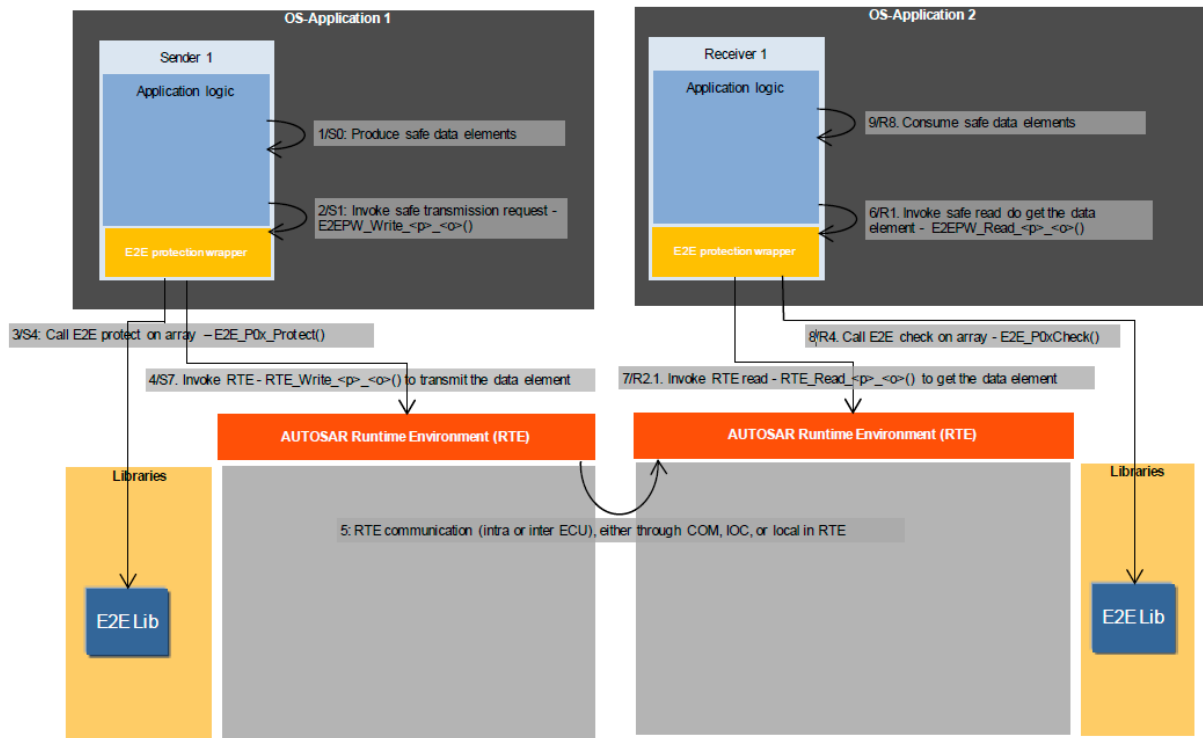 OS-Application 1
Sender 1
Application logic
1/S0: Produce safe data elements
2/S1: Invoke safe transmission request -
E2EPW_Write_<p>_<o>()
E2E protection wrapper
3/S4: Call E2E protect on array – E2E_P0x_Protect()
4/S7. Invoke RTE - RTE_Write_<p>_<o>() to transmit the data element
AUTOSAR Runtime Environment (RTE)
Libraries
E2E Lib
OS-Application 2
Receiver 1
Application logic
9/R8. Consume safe data elements
6/R1. Invoke safe read do get the data
element - E2EPW_Read_<p>_<o>()
E2E protection wrapper
8/R4. Call E2E check on array - E2E_P0xCheck()
7/R2.1. Invoke RTE read - RTE_Read_<p>_<o>() to get the data element
AUTOSAR Runtime Environment (RTE)
Libraries
5: RTE communication (intra or inter ECU), either through COM, IOC, or local in RTE
E2E Lib